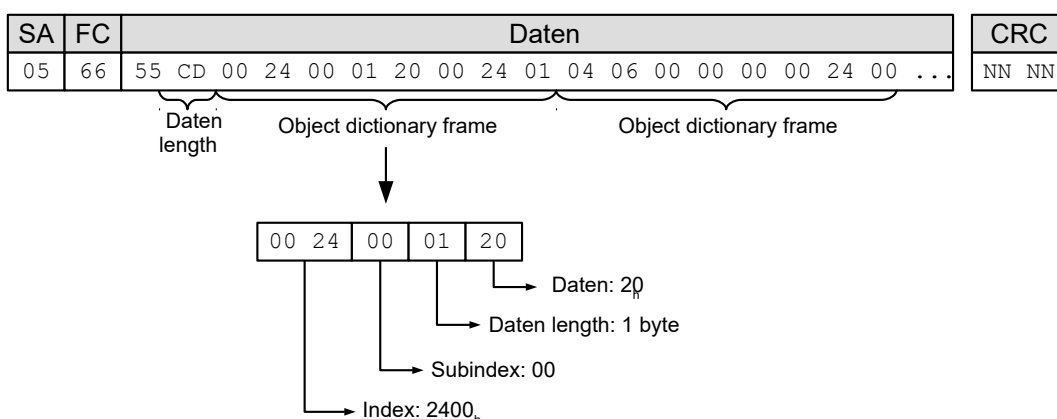 SA FC Daten CRC
05 66 55 CD 00 24 00 01 20 00 24 01 04 06 00 00 00 00 24 00 ... NN NN
Daten length
Object dictionary frame
Object dictionary frame
00 24 00 01 20
Daten: 20h
Daten length: 1 byte
Subindex: 00
Index: 2400h